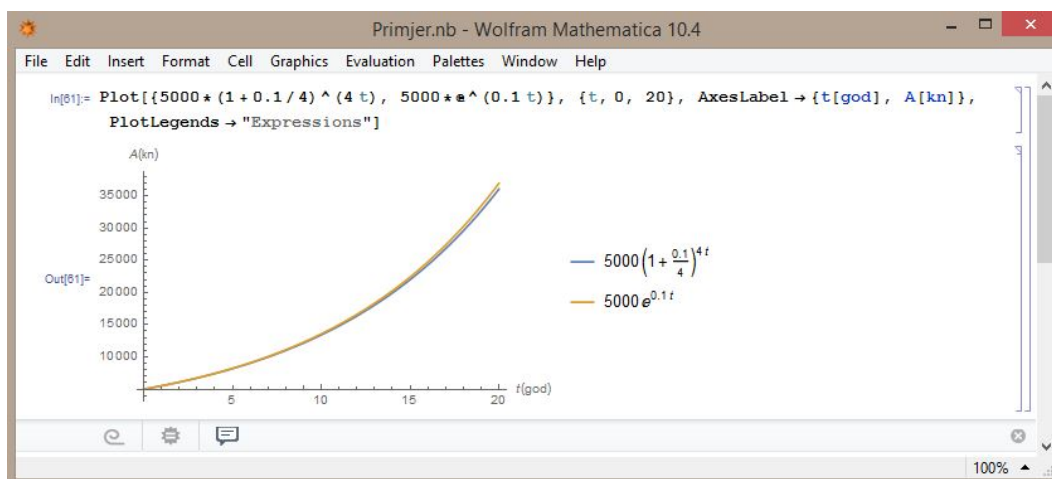 Primjer.nb - Wolfram Mathematica 10.4
File Edit Insert Format Cell Graphics Evaluation Palettes Window Help
In[61]:= Plot[{5000 * (1 + 0.1 / 4) ^ (4 t), 5000 * ⅇ ^ (0.1 t)}, {t, 0, 20}, AxesLabel → {t[god], A[kn]},
PlotLegends → "Expressions"]
A(kn)
35000
30000
25000
20000
15000
10000
Out[61]=
5 10 15 20
t(god)
5000 (1 + 0.1/4)^4 t
5000 ⅇ^0.1 t
100%